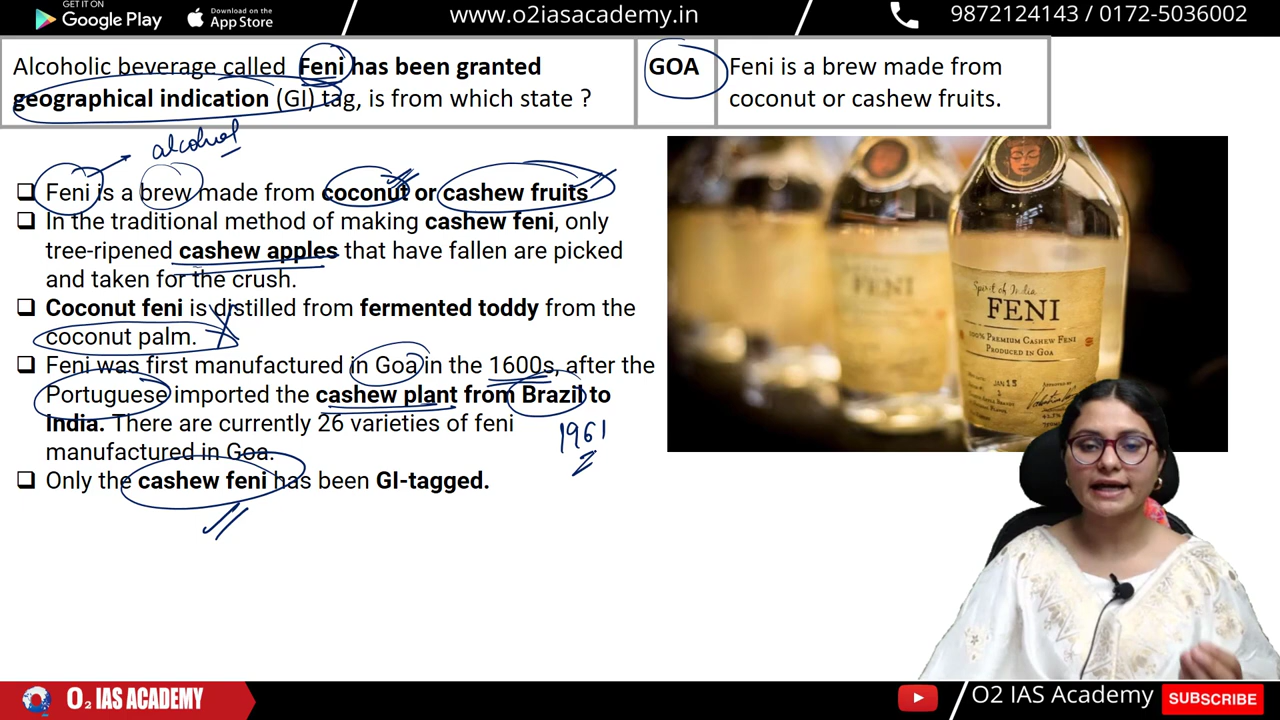 GET IT ON
Google Play
Download on the
App Store
www.o2iasacademy.in
9872124143 / 0172-5036002
Alcoholic beverage called Feni has been granted
geographical indication (GI) tag, is from which state ?
GOA
Feni is a brew made from
coconut or cashew fruits.
alcohol
❑ Feni is a brew made from coconut or cashew fruits
❑ In the traditional method of making cashew feni, only
tree-ripened cashew apples that have fallen are picked
and taken for the crush.
❑ Coconut feni is distilled from fermented toddy from the
coconut palm.
❑ Feni was first manufactured in Goa in the 1600s, after the
Portuguese imported the cashew plant from Brazil to
India. There are currently 26 varieties of feni
manufactured in Goa.
1961
❑ Only the cashew feni has been GI-tagged.
FENI
Spirit of India
FENI
100% PREMIUM CASHEW FENI
PRODUCED IN GOA
JAN 15
O₂ IAS ACADEMY
O2 IAS Academy
SUBSCRIBE